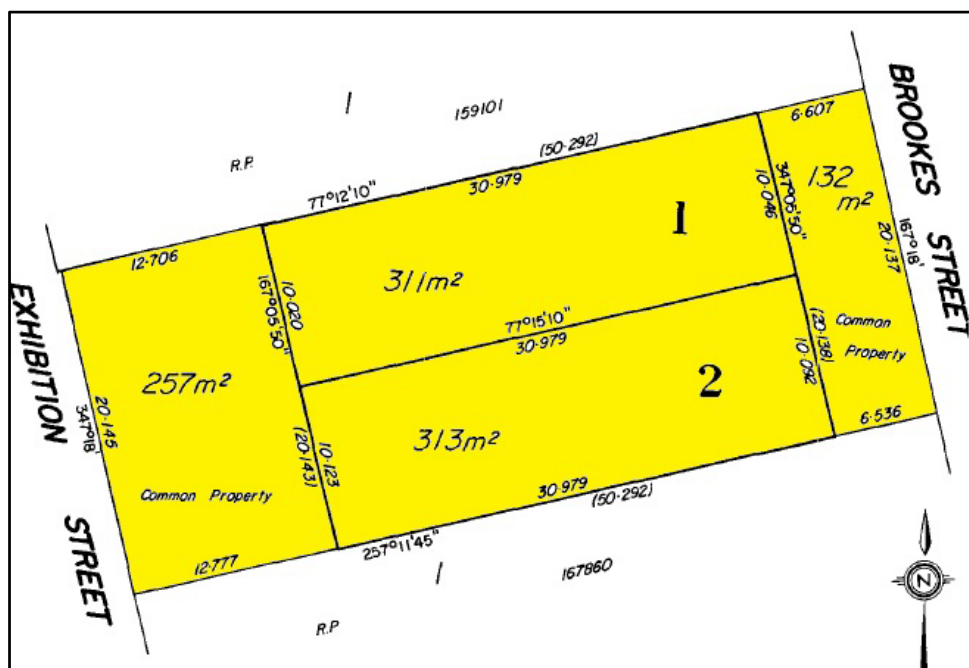 BROOKES STREET
6·607
159101
1
R.P.
(50·292)
77°12'10"
30·979
12·706
132
m²
347°05'50"
10·046
1
167°18'
20·137
EXHIBITION STREET
10·020
167°05'50"
311m²
77°15'10"
30·979
(20·138)
10·092
Common
Property
257m²
20·145
347°18'
2
6·536
313m²
10·123
(20·143)
Common Property
30·979
(50·292)
12·777
257°11'45"
1
167860
R.P
N